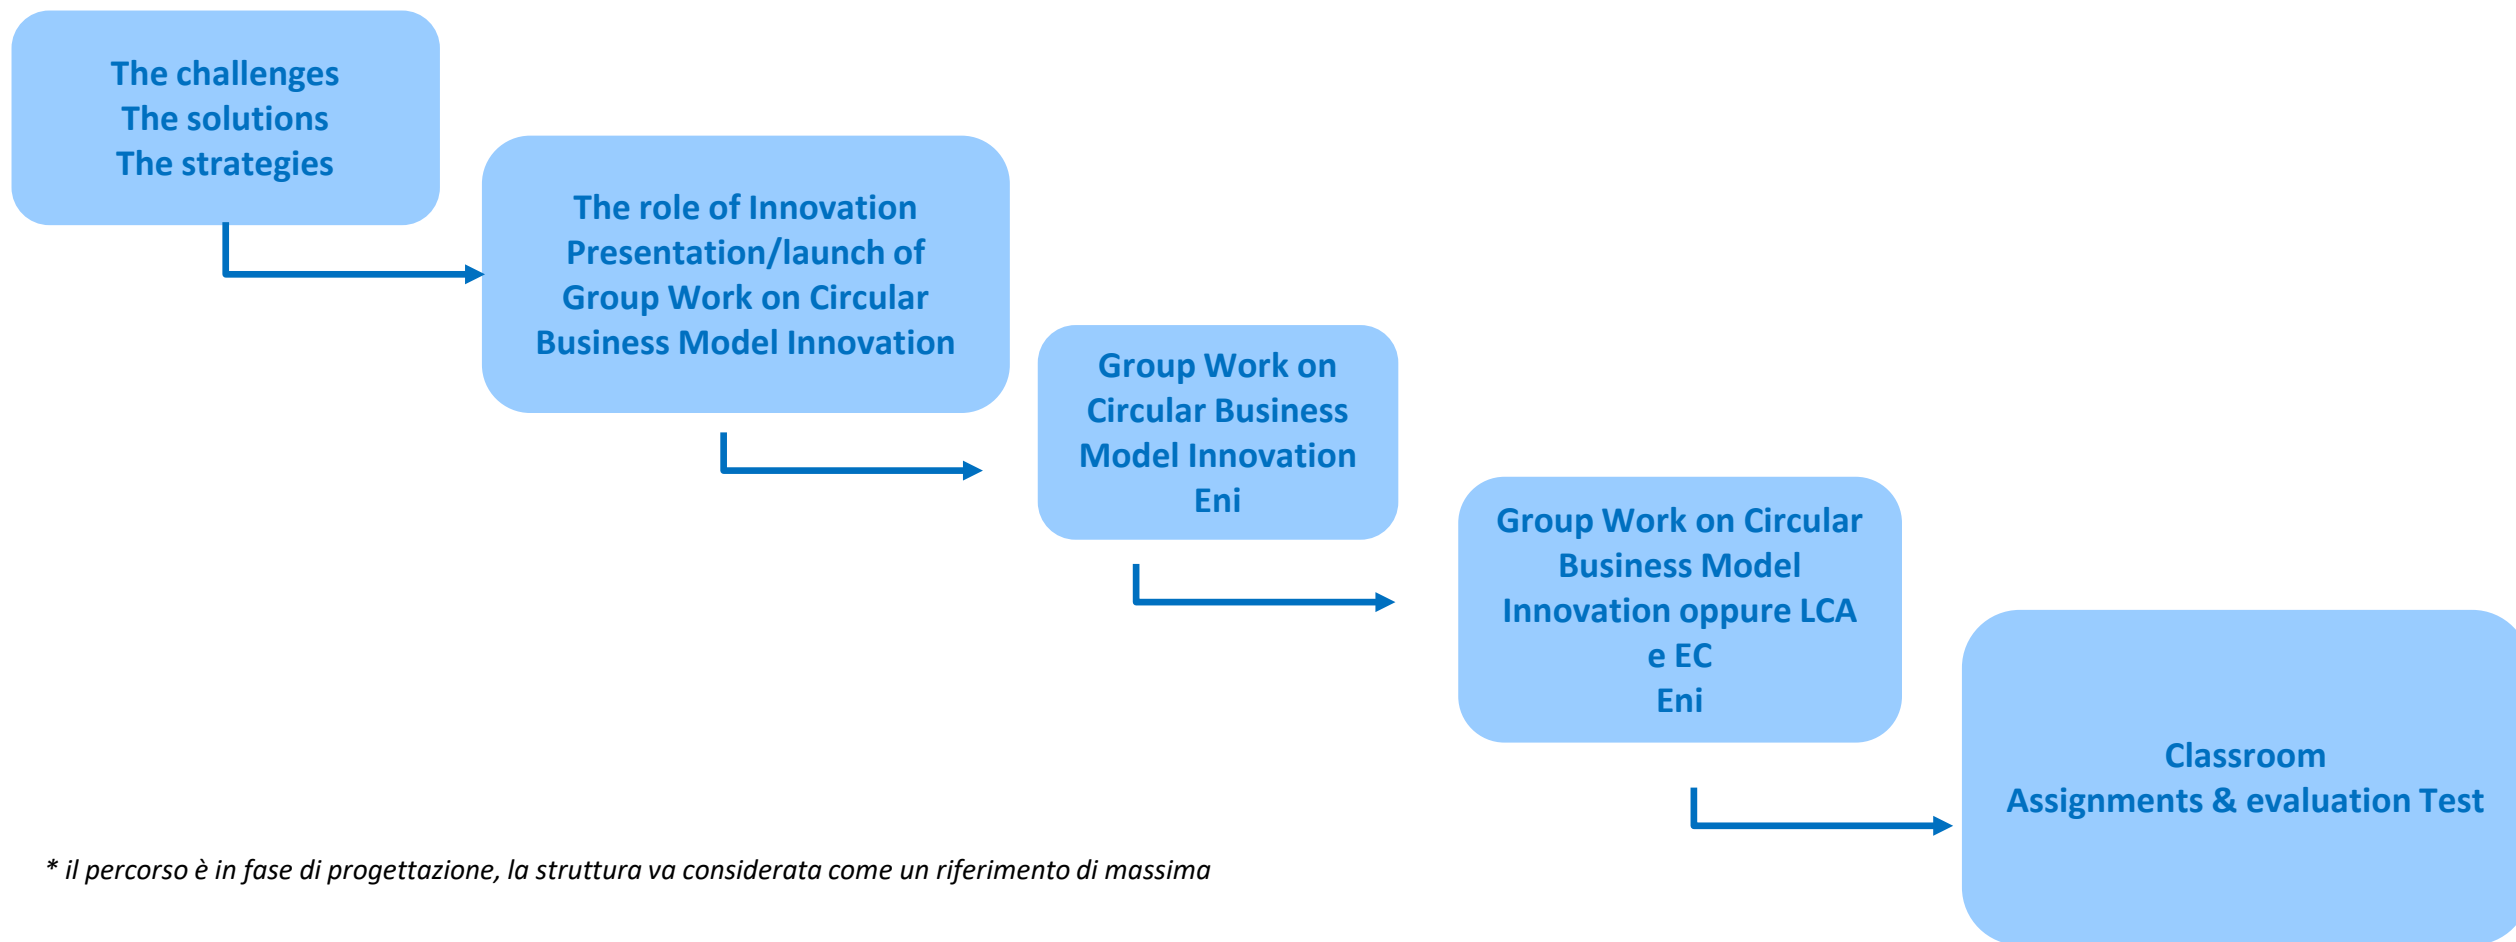 The challenges
The solutions
The strategies
The role of Innovation
Presentation/launch of
Group Work on Circular
Business Model Innovation
Group Work on
Circular Business
Model Innovation
Eni
Group Work on Circular
Business Model
Innovation oppure LCA
e EC
Eni
Classroom
Assignments & evaluation Test
* il percorso è in fase di progettazione, la struttura va considerata come un riferimento di massima